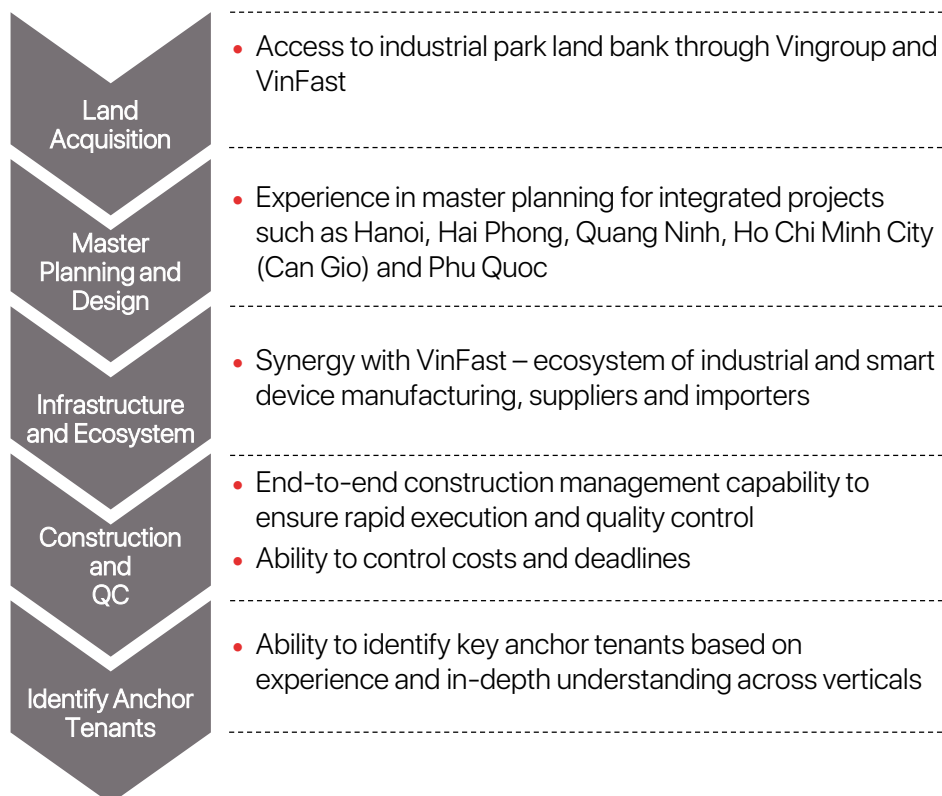 Land
Acquisition
• Access to industrial park land bank through Vingroup and
VinFast
Master
Planning and
Design
• Experience in master planning for integrated projects
such as Hanoi, Hai Phong, Quang Ninh, Ho Chi Minh City
(Can Gio) and Phu Quoc
Infrastructure
and Ecosystem
• Synergy with VinFast – ecosystem of industrial and smart
device manufacturing, suppliers and importers
Construction
and
QC
• End-to-end construction management capability to
ensure rapid execution and quality control
• Ability to control costs and deadlines
Identify Anchor
Tenants
• Ability to identify key anchor tenants based on
experience and in-depth understanding across verticals